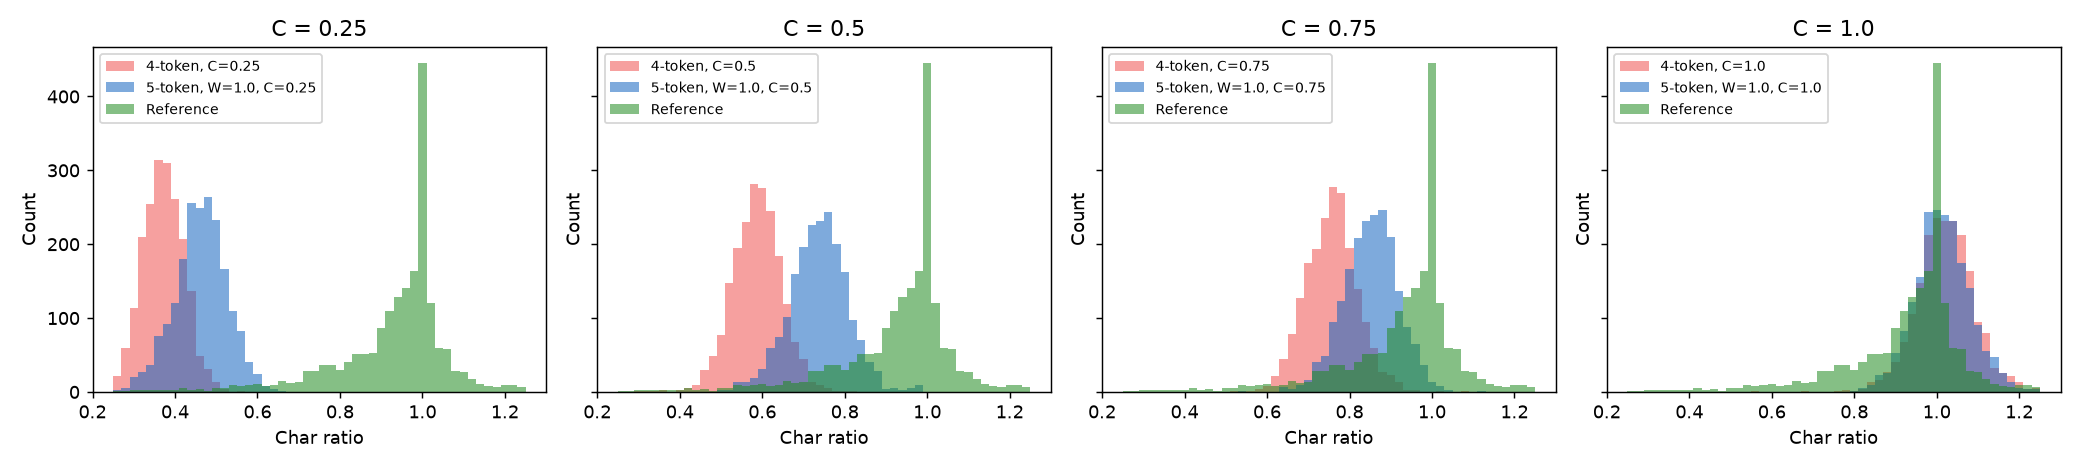 C = 0.25
4-token, C=0.25
5-token, W=1.0, C=0.25
Reference
400
300
200
100
0
Count
0.2 0.4 0.6 0.8 1.0 1.2
Char ratio
C = 0.5
4-token, C=0.5
5-token, W=1.0, C=0.5
Reference
Count
0.2 0.4 0.6 0.8 1.0 1.2
Char ratio
C = 0.75
4-token, C=0.75
5-token, W=1.0, C=0.75
Reference
Count
0.2 0.4 0.6 0.8 1.0 1.2
Char ratio
C = 1.0
4-token, C=1.0
5-token, W=1.0, C=1.0
Reference
Count
0.2 0.4 0.6 0.8 1.0 1.2
Char ratio